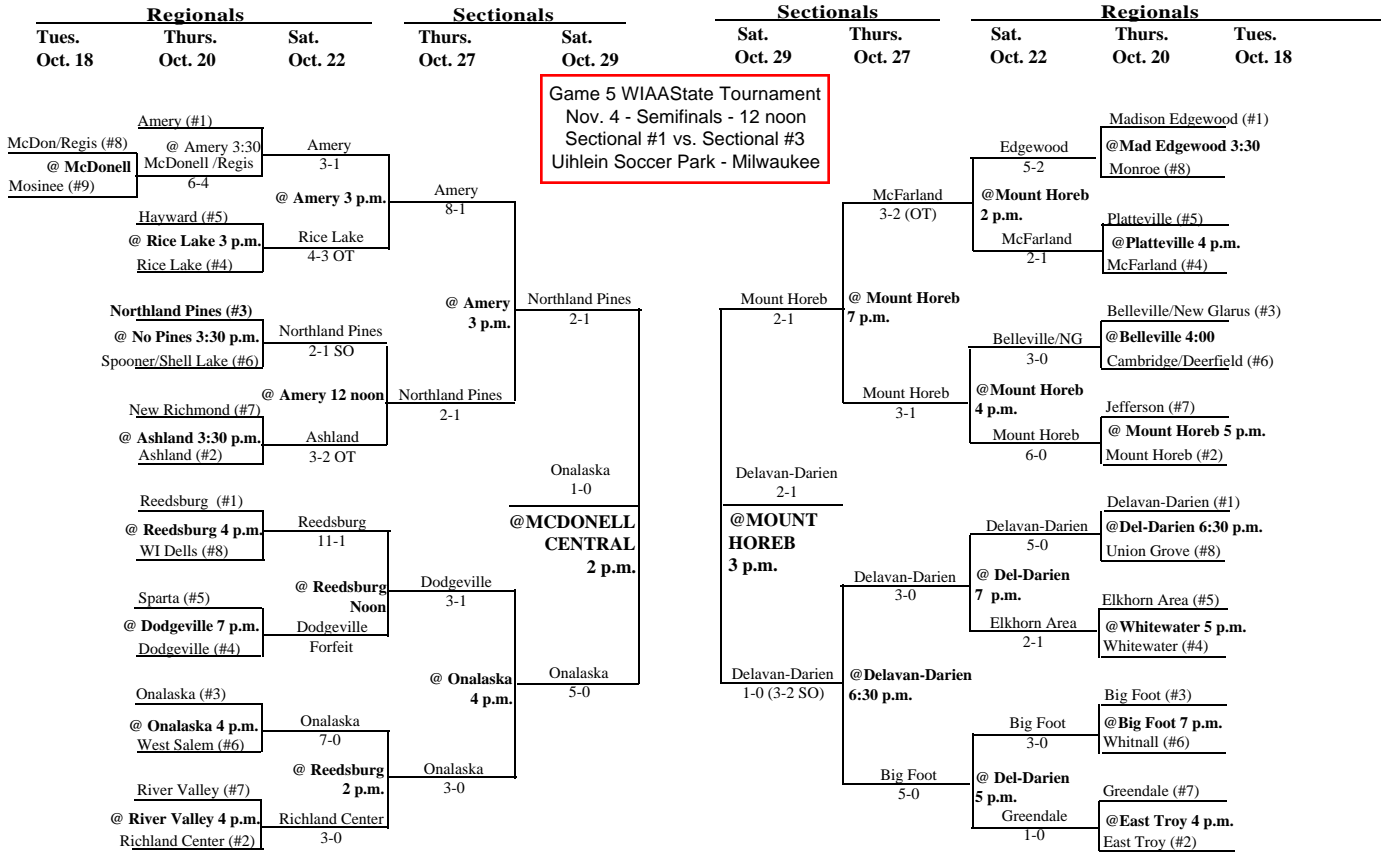 Regionals
Sectionals
Sectionals
Regionals
Tues.
Oct. 18
Thurs.
Oct. 20
Sat.
Oct. 22
Thurs.
Oct. 27
Sat.
Oct. 29
Sat.
Oct. 29
Thurs.
Oct. 27
Sat.
Oct. 22
Thurs.
Oct. 20
Tues.
Oct. 18
Game 5 WIAAState Tournament
Nov. 4 - Semifinals - 12 noon
Sectional #1 vs. Sectional #3
Uihlein Soccer Park - Milwaukee
McDon/Regis (#8)
@ McDonell
Mosinee (#9)
Amery (#1)
@ Amery 3:30
McDonell /Regis
6-4
Hayward (#5)
@ Rice Lake 3 p.m.
Rice Lake (#4)
Northland Pines (#3)
@ No Pines 3:30 p.m.
Spooner/Shell Lake (#6)
New Richmond (#7)
@ Ashland 3:30 p.m.
Ashland (#2)
Reedsburg (#1)
@ Reedsburg 4 p.m.
WI Dells (#8)
Sparta (#5)
@ Dodgeville 7 p.m.
Dodgeville (#4)
Onalaska (#3)
@ Onalaska 4 p.m.
West Salem (#6)
River Valley (#7)
@ River Valley 4 p.m.
Richland Center (#2)
Amery
3-1
@ Amery 3 p.m.
Rice Lake
4-3 OT
Northland Pines
2-1 SO
@ Amery 12 noon
Ashland
3-2 OT
Reedsburg
11-1
@ Reedsburg
Noon
Dodgeville
Forfeit
Onalaska
7-0
@ Reedsburg
2 p.m.
Richland Center
3-0
Amery
8-1
@ Amery
3 p.m.
Northland Pines
2-1
Dodgeville
3-1
@ Onalaska
4 p.m.
Onalaska
3-0
Northland Pines
2-1
Onalaska
1-0
@MCDONELL
CENTRAL
2 p.m.
Onalaska
5-0
Mount Horeb
2-1
Delavan-Darien
2-1
@MOUNT
HOREB
3 p.m.
Delavan-Darien
1-0 (3-2 SO)
McFarland
3-2 (OT)
@ Mount Horeb
7 p.m.
Mount Horeb
3-1
Delavan-Darien
3-0
@Delavan-Darien
6:30 p.m.
Big Foot
5-0
Edgewood
5-2
@Mount Horeb
2 p.m.
McFarland
2-1
Belleville/NG
3-0
@Mount Horeb
4 p.m.
Mount Horeb
6-0
Delavan-Darien
5-0
@ Del-Darien
7 p.m.
Elkhorn Area
2-1
Big Foot
3-0
@ Del-Darien
5 p.m.
Greendale
1-0
Madison Edgewood (#1)
@Mad Edgewood 3:30
Monroe (#8)
Platteville (#5)
@Platteville 4 p.m.
McFarland (#4)
Belleville/New Glarus (#3)
@Belleville 4:00
Cambridge/Deerfield (#6)
Jefferson (#7)
@ Mount Horeb 5 p.m.
Mount Horeb (#2)
Delavan-Darien (#1)
@Del-Darien 6:30 p.m.
Union Grove (#8)
Elkhorn Area (#5)
@Whitewater 5 p.m.
Whitewater (#4)
Big Foot (#3)
@Big Foot 7 p.m.
Whitnall (#6)
Greendale (#7)
@East Troy 4 p.m.
East Troy (#2)